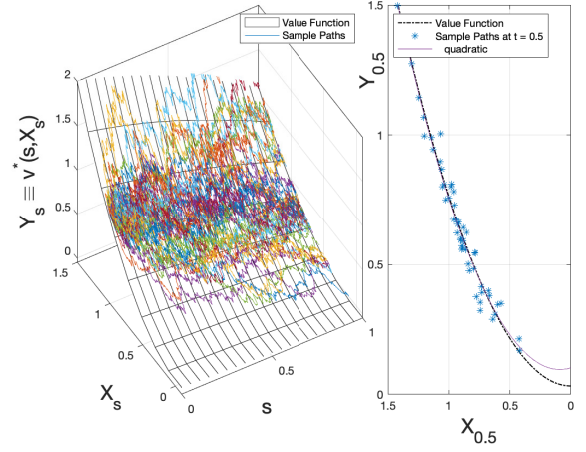 Value Function
Sample Paths
2
1.5
1
0.5
0
Y_s ≡ v*(s,X_s)
1.5
1
0.5
0
X_s
0
0.5
1
s
Value Function
Sample Paths at t = 0.5
quadratic
1.5
1
0.5
0
Y_0.5
1.5
1
0.5
0
X_0.5